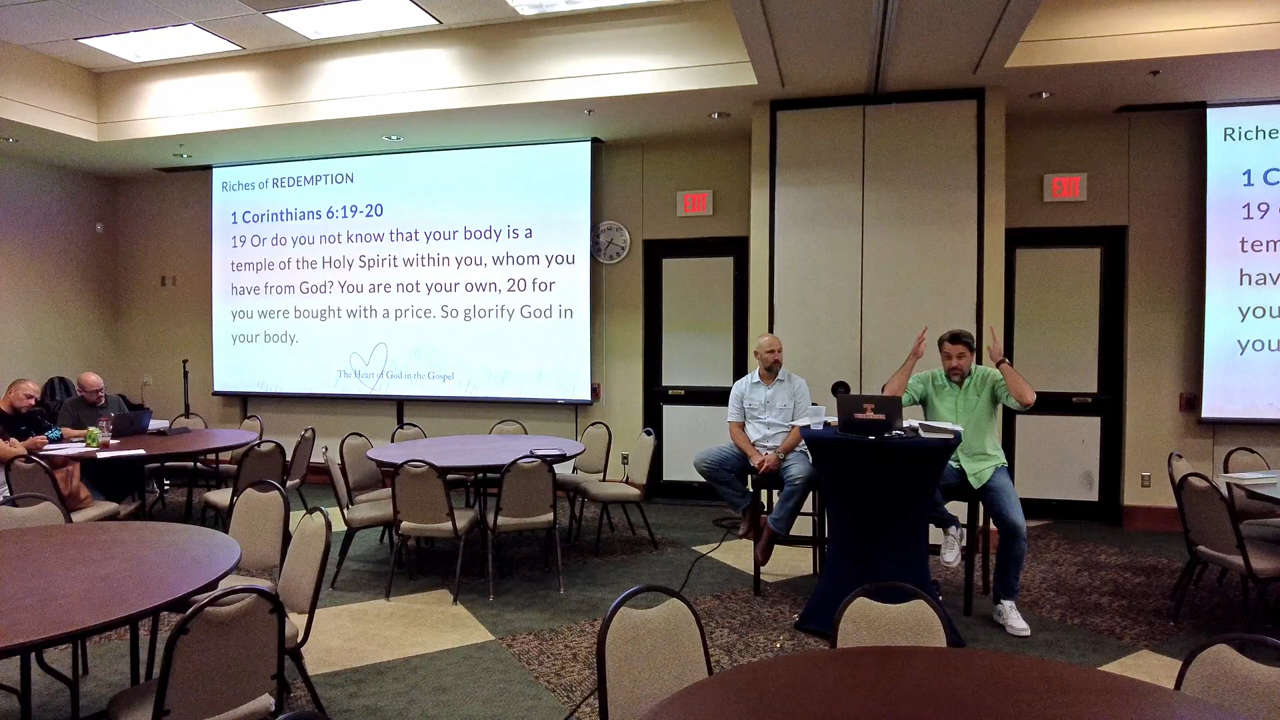 Riches of REDEMPTION
1 Corinthians 6:19-20
19 Or do you not know that your body is a
temple of the Holy Spirit within you, whom you
have from God? You are not your own, 20 for
you were bought with a price. So glorify God in
your body.
The Heart of God in the Gospel
EXIT
EXIT
Riche
1 C
19
tem
hav
you
you
T